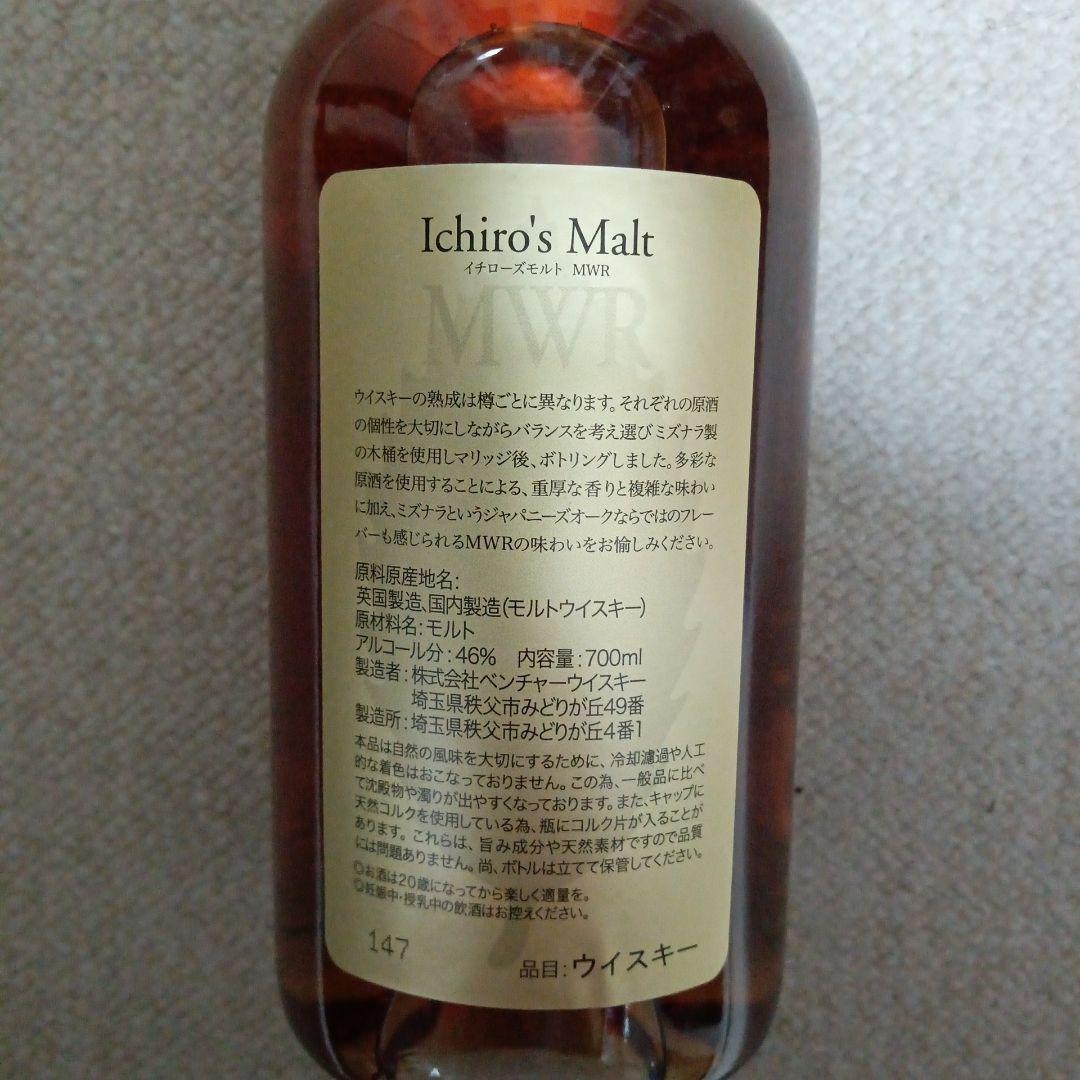 Ichiro's Malt
イチローズモルト MWR
MWR
ウイスキーの熟成は樽ごとに異なります。それぞれの原酒
の個性を大切にしながらバランスを考え選びミズナラ製
の木桶を使用しマリッジ後、ボトリングしました。多彩な
原酒を使用することによる、重厚な香りと複雑な味わい
に加え、ミズナラというジャパニーズオークならではのフレー
バーも感じられるMWRの味わいをお愉しみください。
原料原産地名:
英国製造、国内製造(モルトウイスキー)
原材料名:モルト
アルコール分:46% 内容量:700ml
製造者:株式会社ベンチャーウイスキー
埼玉県秩父市みどりが丘49番
製造所:埼玉県秩父市みどりが丘4番1
本品は自然の風味を大切にするために、冷却濾過や人工
的な着色はおこなっておりません。この為、一般品に比べ
て沈殿物や濁りが出やすくなっております。また、キャップに
天然コルクを使用している為、瓶にコルク片が入ることが
あります。これらは、旨み成分や天然素材ですので品質
には問題ありません。尚、ボトルは立てて保管してください。
◎お酒は20歳になってから楽しく適量を。
◎妊娠中・授乳中の飲酒はお控えください。
147
品目:ウイスキー